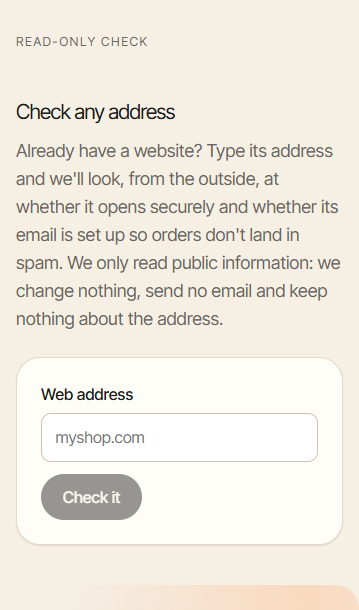 READ-ONLY CHECK
Check any address
Already have a website? Type its address
and we'll look, from the outside, at
whether it opens securely and whether its
email is set up so orders don't land in
spam. We only read public information: we
change nothing, send no email and keep
nothing about the address.
Web address
myshop.com
Check it